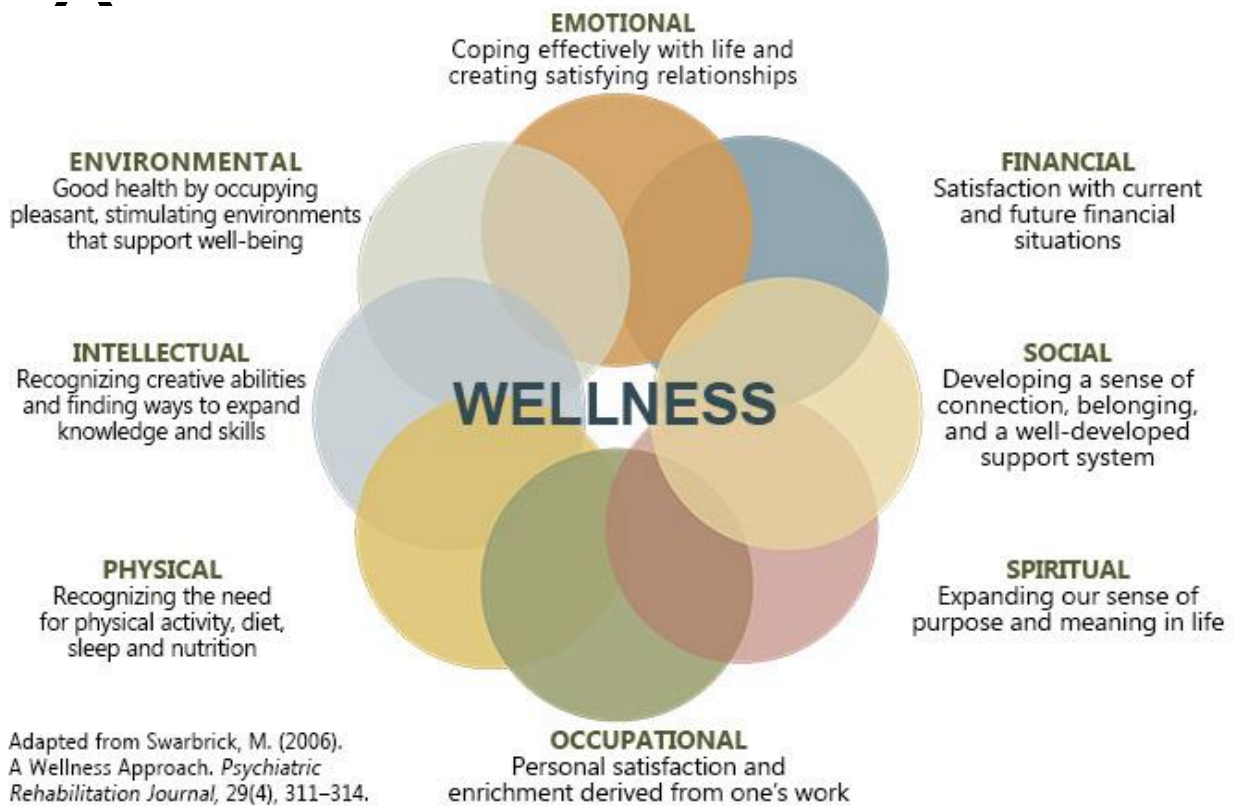 EMOTIONAL
Coping effectively with life and
creating satisfying relationships
ENVIRONMENTAL
Good health by occupying
pleasant, stimulating environments
that support well-being
FINANCIAL
Satisfaction with current
and future financial
situations
INTELLECTUAL
Recognizing creative abilities
and finding ways to expand
knowledge and skills
WELLNESS
SOCIAL
Developing a sense of
connection, belonging,
and a well-developed
support system
PHYSICAL
Recognizing the need
for physical activity, diet,
sleep and nutrition
SPIRITUAL
Expanding our sense of
purpose and meaning in life
OCCUPATIONAL
Personal satisfaction and
enrichment derived from one's work
Adapted from Swarbrick, M. (2006).
A Wellness Approach. Psychiatric
Rehabilitation Journal, 29(4), 311–314.